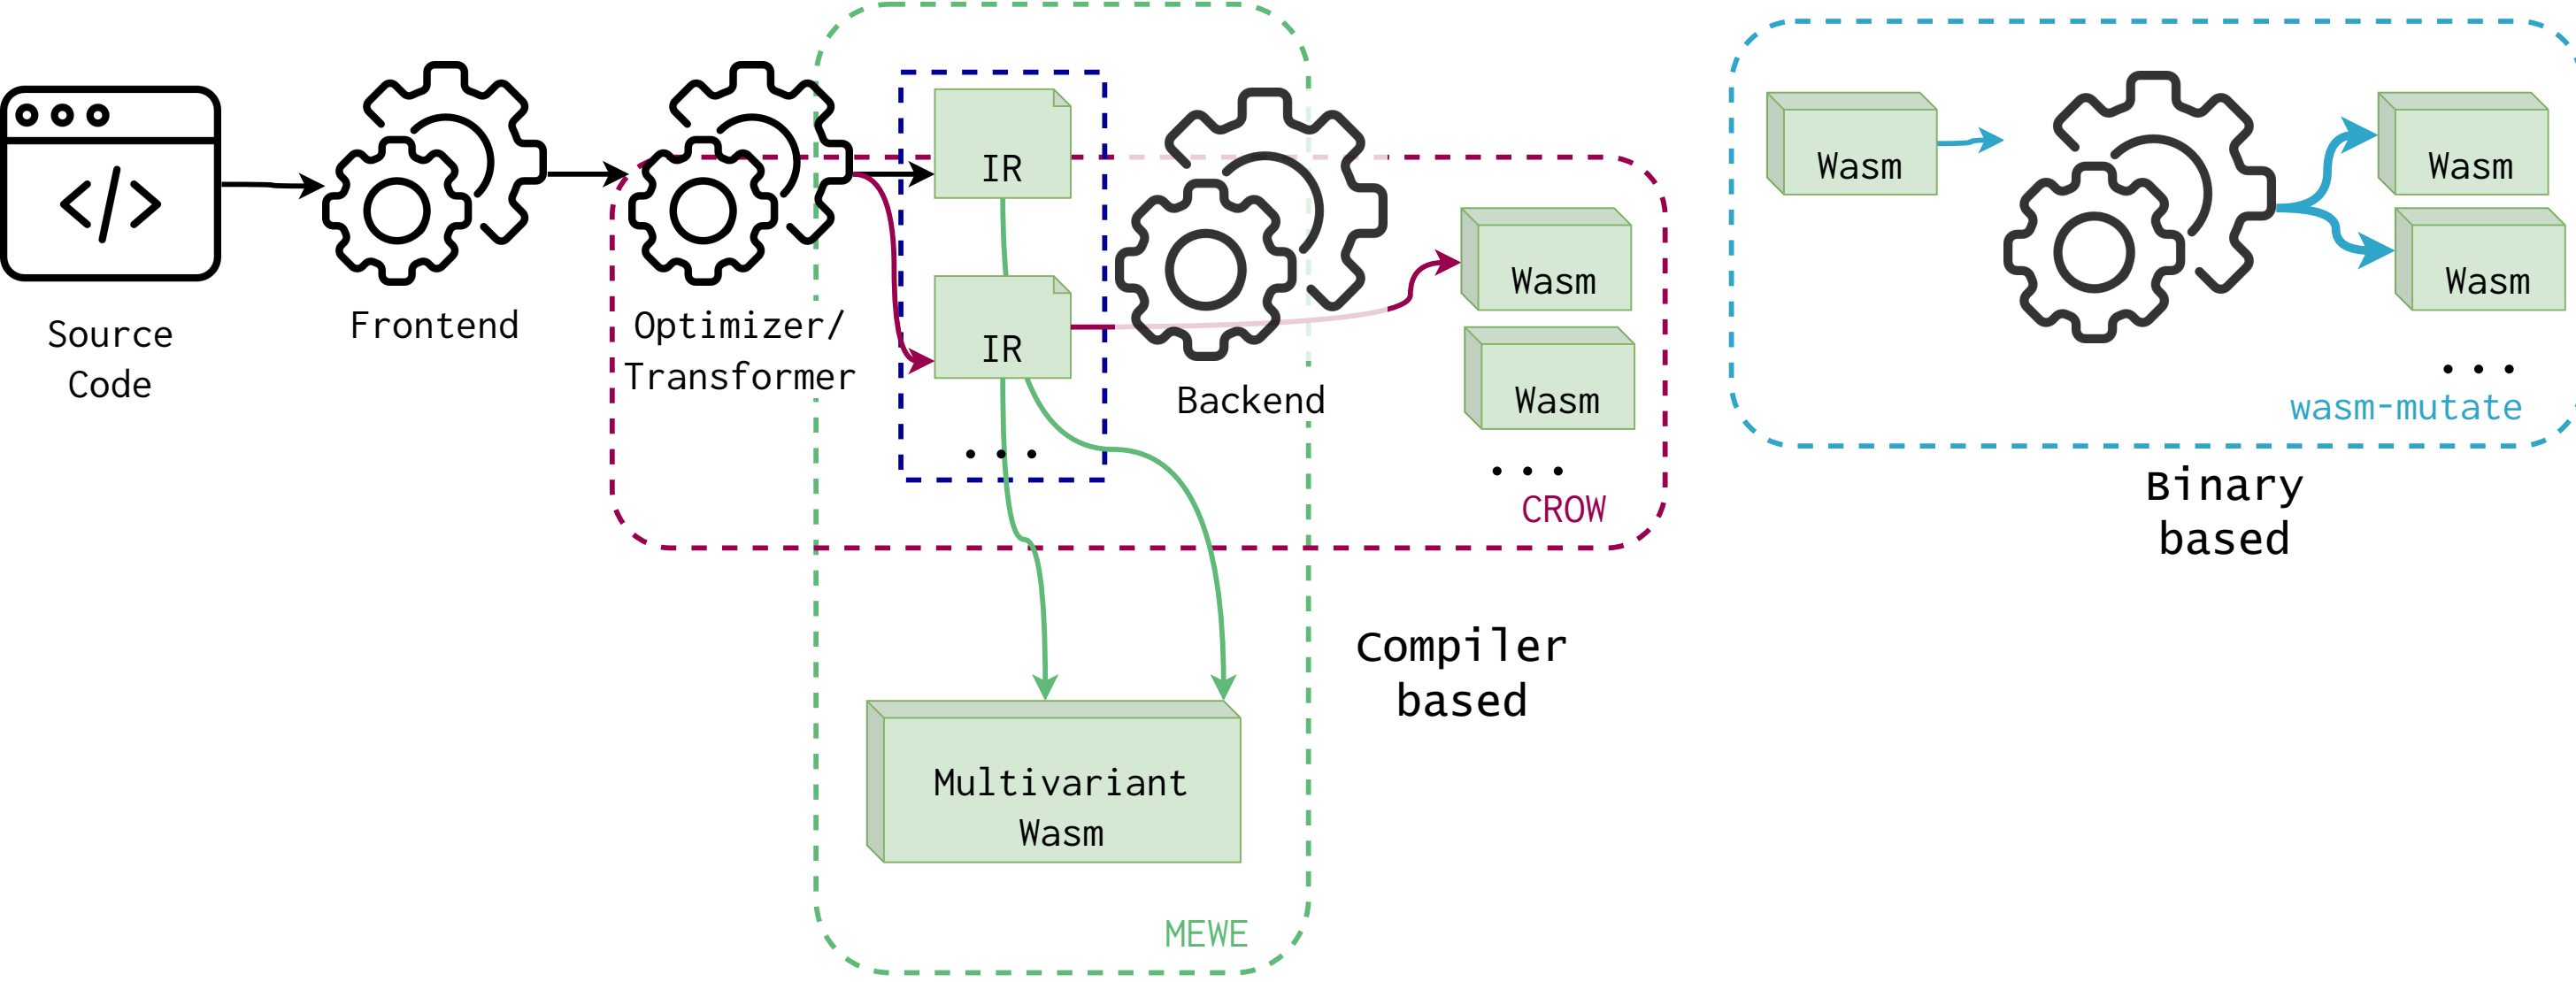 </>
Source
Code
Frontend
Optimizer/
Transformer
IR
IR
...
Backend
Wasm
Wasm
...
CROW
Multivariant
Wasm
MEWE
Compiler
based
Wasm
Wasm
Wasm
...
wasm-mutate
Binary
based